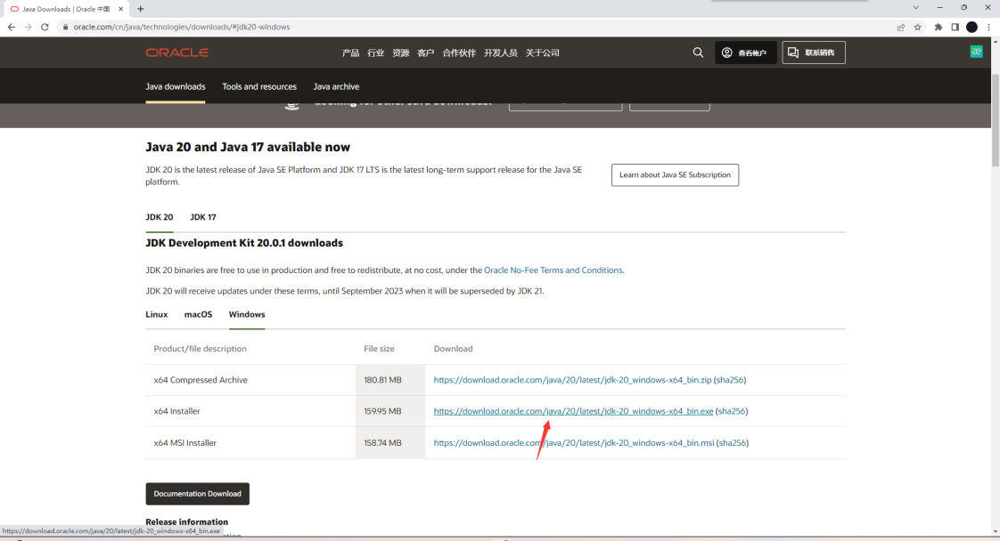 Java Downloads | Oracle 中国
oracle.com/cn/java/technologies/downloads/#jdk20-windows
ORACLE
产品 行业 资源 客户 合作伙伴 开发人员 关于公司
查看帐户
联系销售
Java downloads Tools and resources Java archive
Looking for other Java downloads?
Java 20 and Java 17 available now
JDK 20 is the latest release of Java SE Platform and JDK 17 LTS is the latest long-term support release for the Java SE
platform.
Learn about Java SE Subscription
JDK 20 JDK 17
JDK Development Kit 20.0.1 downloads
JDK 20 binaries are free to use in production and free to redistribute, at no cost, under the Oracle No-Fee Terms and Conditions.
JDK 20 will receive updates under these terms, until September 2023 when it will be superseded by JDK 21.
Linux macOS Windows
Product/file description File size Download
x64 Compressed Archive 180.81 MB https://download.oracle.com/java/20/latest/jdk-20_windows-x64_bin.zip (sha256)
x64 Installer 159.95 MB https://download.oracle.com/java/20/latest/jdk-20_windows-x64_bin.exe (sha256)
x64 MSI Installer 158.74 MB https://download.oracle.com/java/20/latest/jdk-20_windows-x64_bin.msi (sha256)
Documentation Download
Release information
https://download.oracle.com/java/20/latest/jdk-20_windows-x64_bin.exe